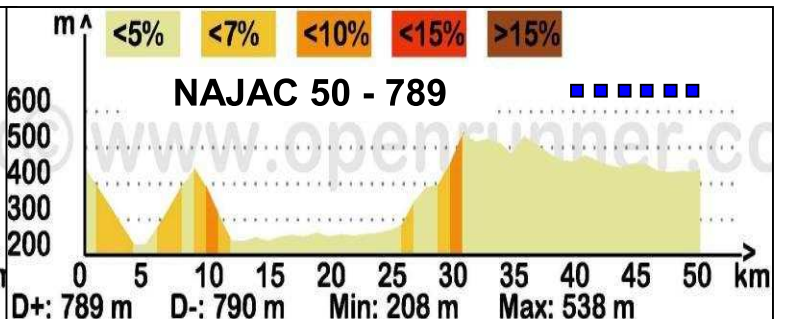 m ^ <5% <7% <10% <15% >15%
NAJAC 50 - 789
© www.openrunner.co
600
500
400
300
200
0 5 10 15 20 25 30 35 40 45 50 km
D+: 789 m D-: 790 m Min: 208 m Max: 538 m